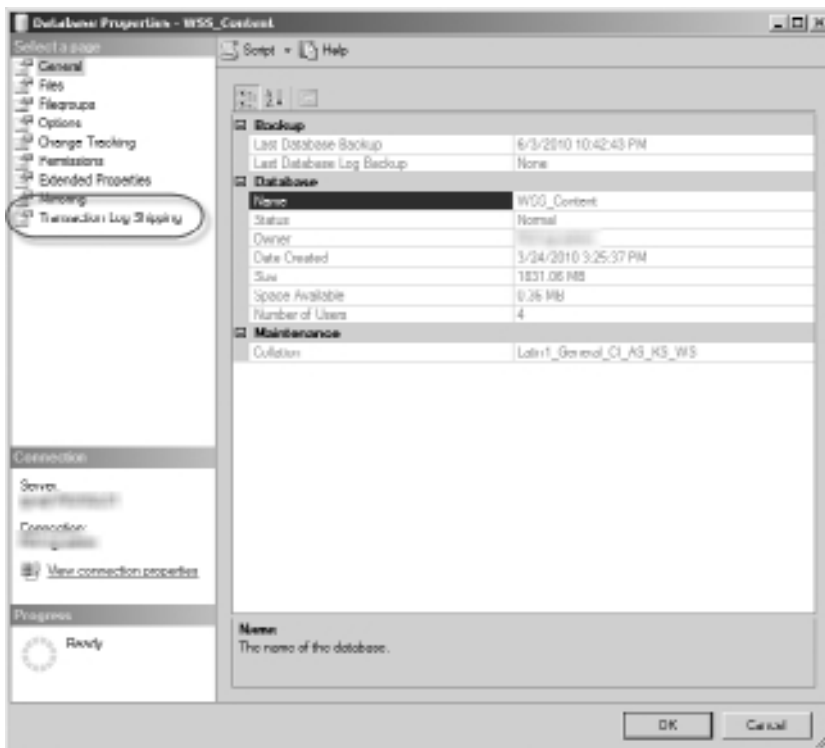 Database Properties - WSS_Content
Select a page
General
Files
Filegroups
Options
Change Tracking
Permissions
Extended Properties
Mirroring
Transaction Log Shipping
Script
Help
Backup
Last Database Backup 6/3/2010 10:42:43 PM
Last Database Log Backup None
Database
Name WSS_Content
Status Normal
Owner
Date Created 3/24/2010 3:25:37 PM
Size 1831.06 MB
Space Available 0.36 MB
Number of Users 4
Maintenance
Collation Latin1_General_CI_AS_KS_WS
Connection
Server:
Connection:
View connection properties
Progress
Ready
Name
The name of the database.
OK
Cancel